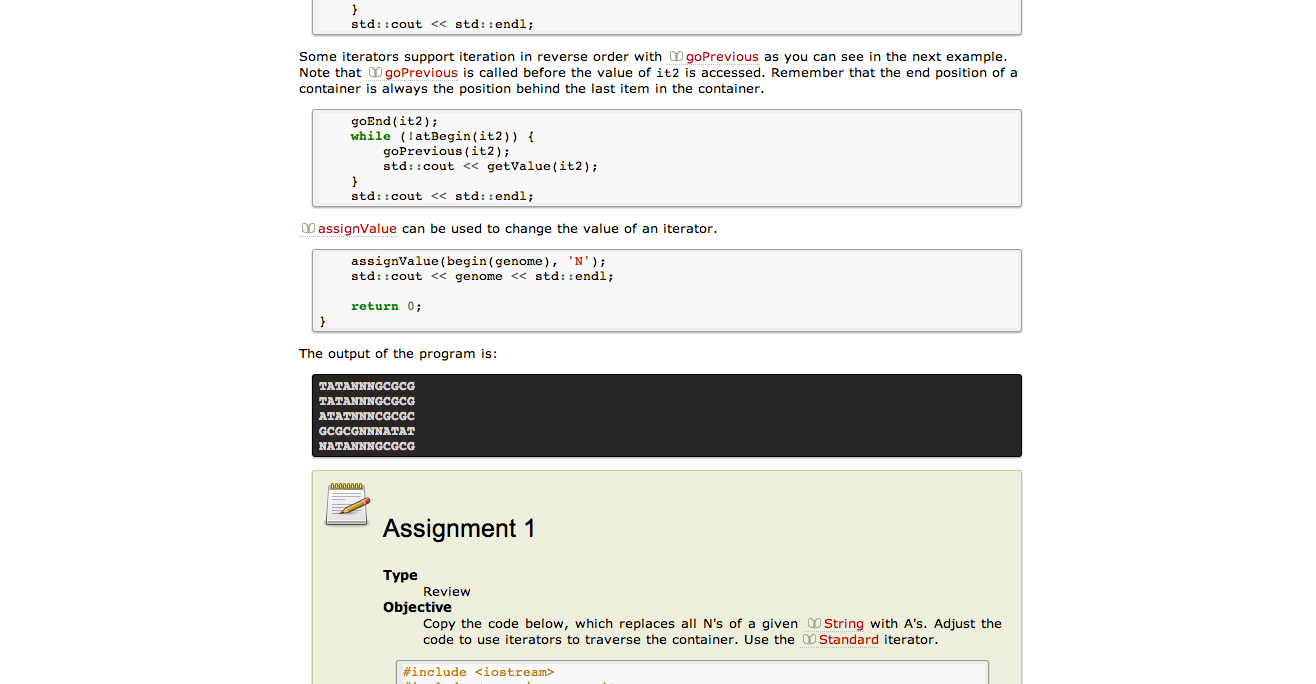 }
std::cout << std::endl;
Some iterators support iteration in reverse order with goPrevious as you can see in the next example.
Note that goPrevious is called before the value of it2 is accessed. Remember that the end position of a
container is always the position behind the last item in the container.
goEnd(it2);
while (!atBegin(it2)) {
goPrevious(it2);
std::cout << getValue(it2);
}
std::cout << std::endl;
assignValue can be used to change the value of an iterator.
assignValue(begin(genome), 'N');
std::cout << genome << std::endl;
return 0;
}
The output of the program is:
TATANNNGCGCG
TATANNNGCGCG
ATATNNNCGCGC
GCGCGNNNATAT
NATANNNGCGCG
Assignment 1
Type
Review
Objective
Copy the code below, which replaces all N's of a given String with A's. Adjust the
code to use iterators to traverse the container. Use the Standard iterator.
#include <iostream>